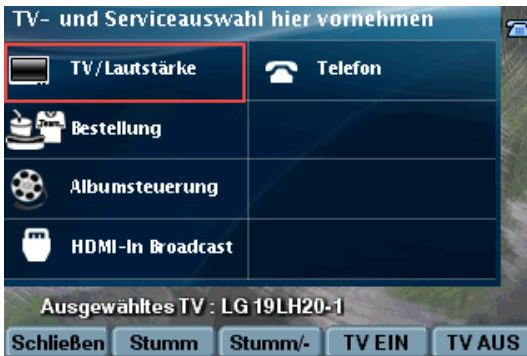 TV- und Serviceauswahl hier vornehmen
TV/Lautstärke
Telefon
Bestellung
Albumsteuerung
HDMI-In Broadcast
Ausgewähltes TV : LG 19LH20-1
Schließen
Stumm
Stumm/-
TV EIN
TV AUS